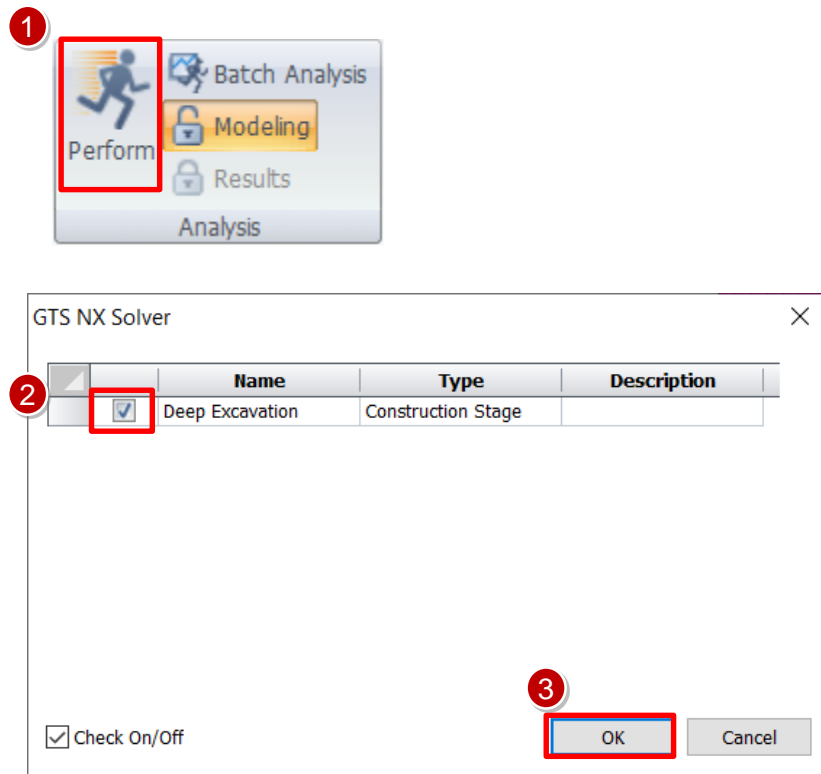 1
Perform
Batch Analysis
Modeling
Results
Analysis
GTS NX Solver
2
Name Type Description
Deep Excavation Construction Stage
3
Check On/Off OK Cancel